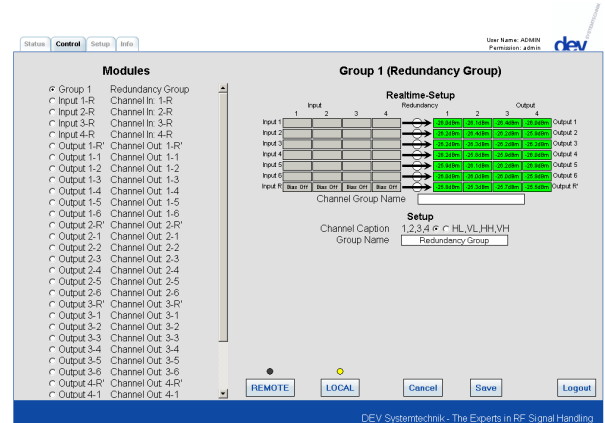 User Name: ADMIN
Permission: admin
dev
systemtechnik
Status Control Setup Info
Modules
Group 1 Redundancy Group
Input 1-R Channel In: 1-R
Input 2-R Channel In: 2-R
Input 3-R Channel In: 3-R
Input 4-R Channel In: 4-R
Output 1-R' Channel Out: 1-R'
Output 1-1 Channel Out: 1-1
Output 1-2 Channel Out: 1-2
Output 1-3 Channel Out: 1-3
Output 1-4 Channel Out: 1-4
Output 1-5 Channel Out: 1-5
Output 1-6 Channel Out: 1-6
Output 2-R' Channel Out: 2-R'
Output 2-1 Channel Out: 2-1
Output 2-2 Channel Out: 2-2
Output 2-3 Channel Out: 2-3
Output 2-4 Channel Out: 2-4
Output 2-5 Channel Out: 2-5
Output 2-6 Channel Out: 2-6
Output 3-R' Channel Out: 3-R'
Output 3-1 Channel Out: 3-1
Output 3-2 Channel Out: 3-2
Output 3-3 Channel Out: 3-3
Output 3-4 Channel Out: 3-4
Output 3-5 Channel Out: 3-5
Output 3-6 Channel Out: 3-6
Output 4-R' Channel Out: 4-R'
Output 4-1 Channel Out: 4-1
Group 1 (Redundancy Group)
Realtime-Setup
Input Redundancy Output
1 2 3 4 1 2 3 4
Input 1 Output 1
Input 2 Output 2
Input 3 Output 3
Input 4 Output 4
Input 5 Output 5
Input 6 Output 6
Input R Bias Off Bias Off Bias Off Bias Off Output R'
Channel Group Name
Setup
Channel Caption 1,2,3,4 HL,VL,HH,VH
Group Name Redundancy Group
REMOTE LOCAL Cancel Save Logout
DEV Systemtechnik - The Experts in RF Signal Handling